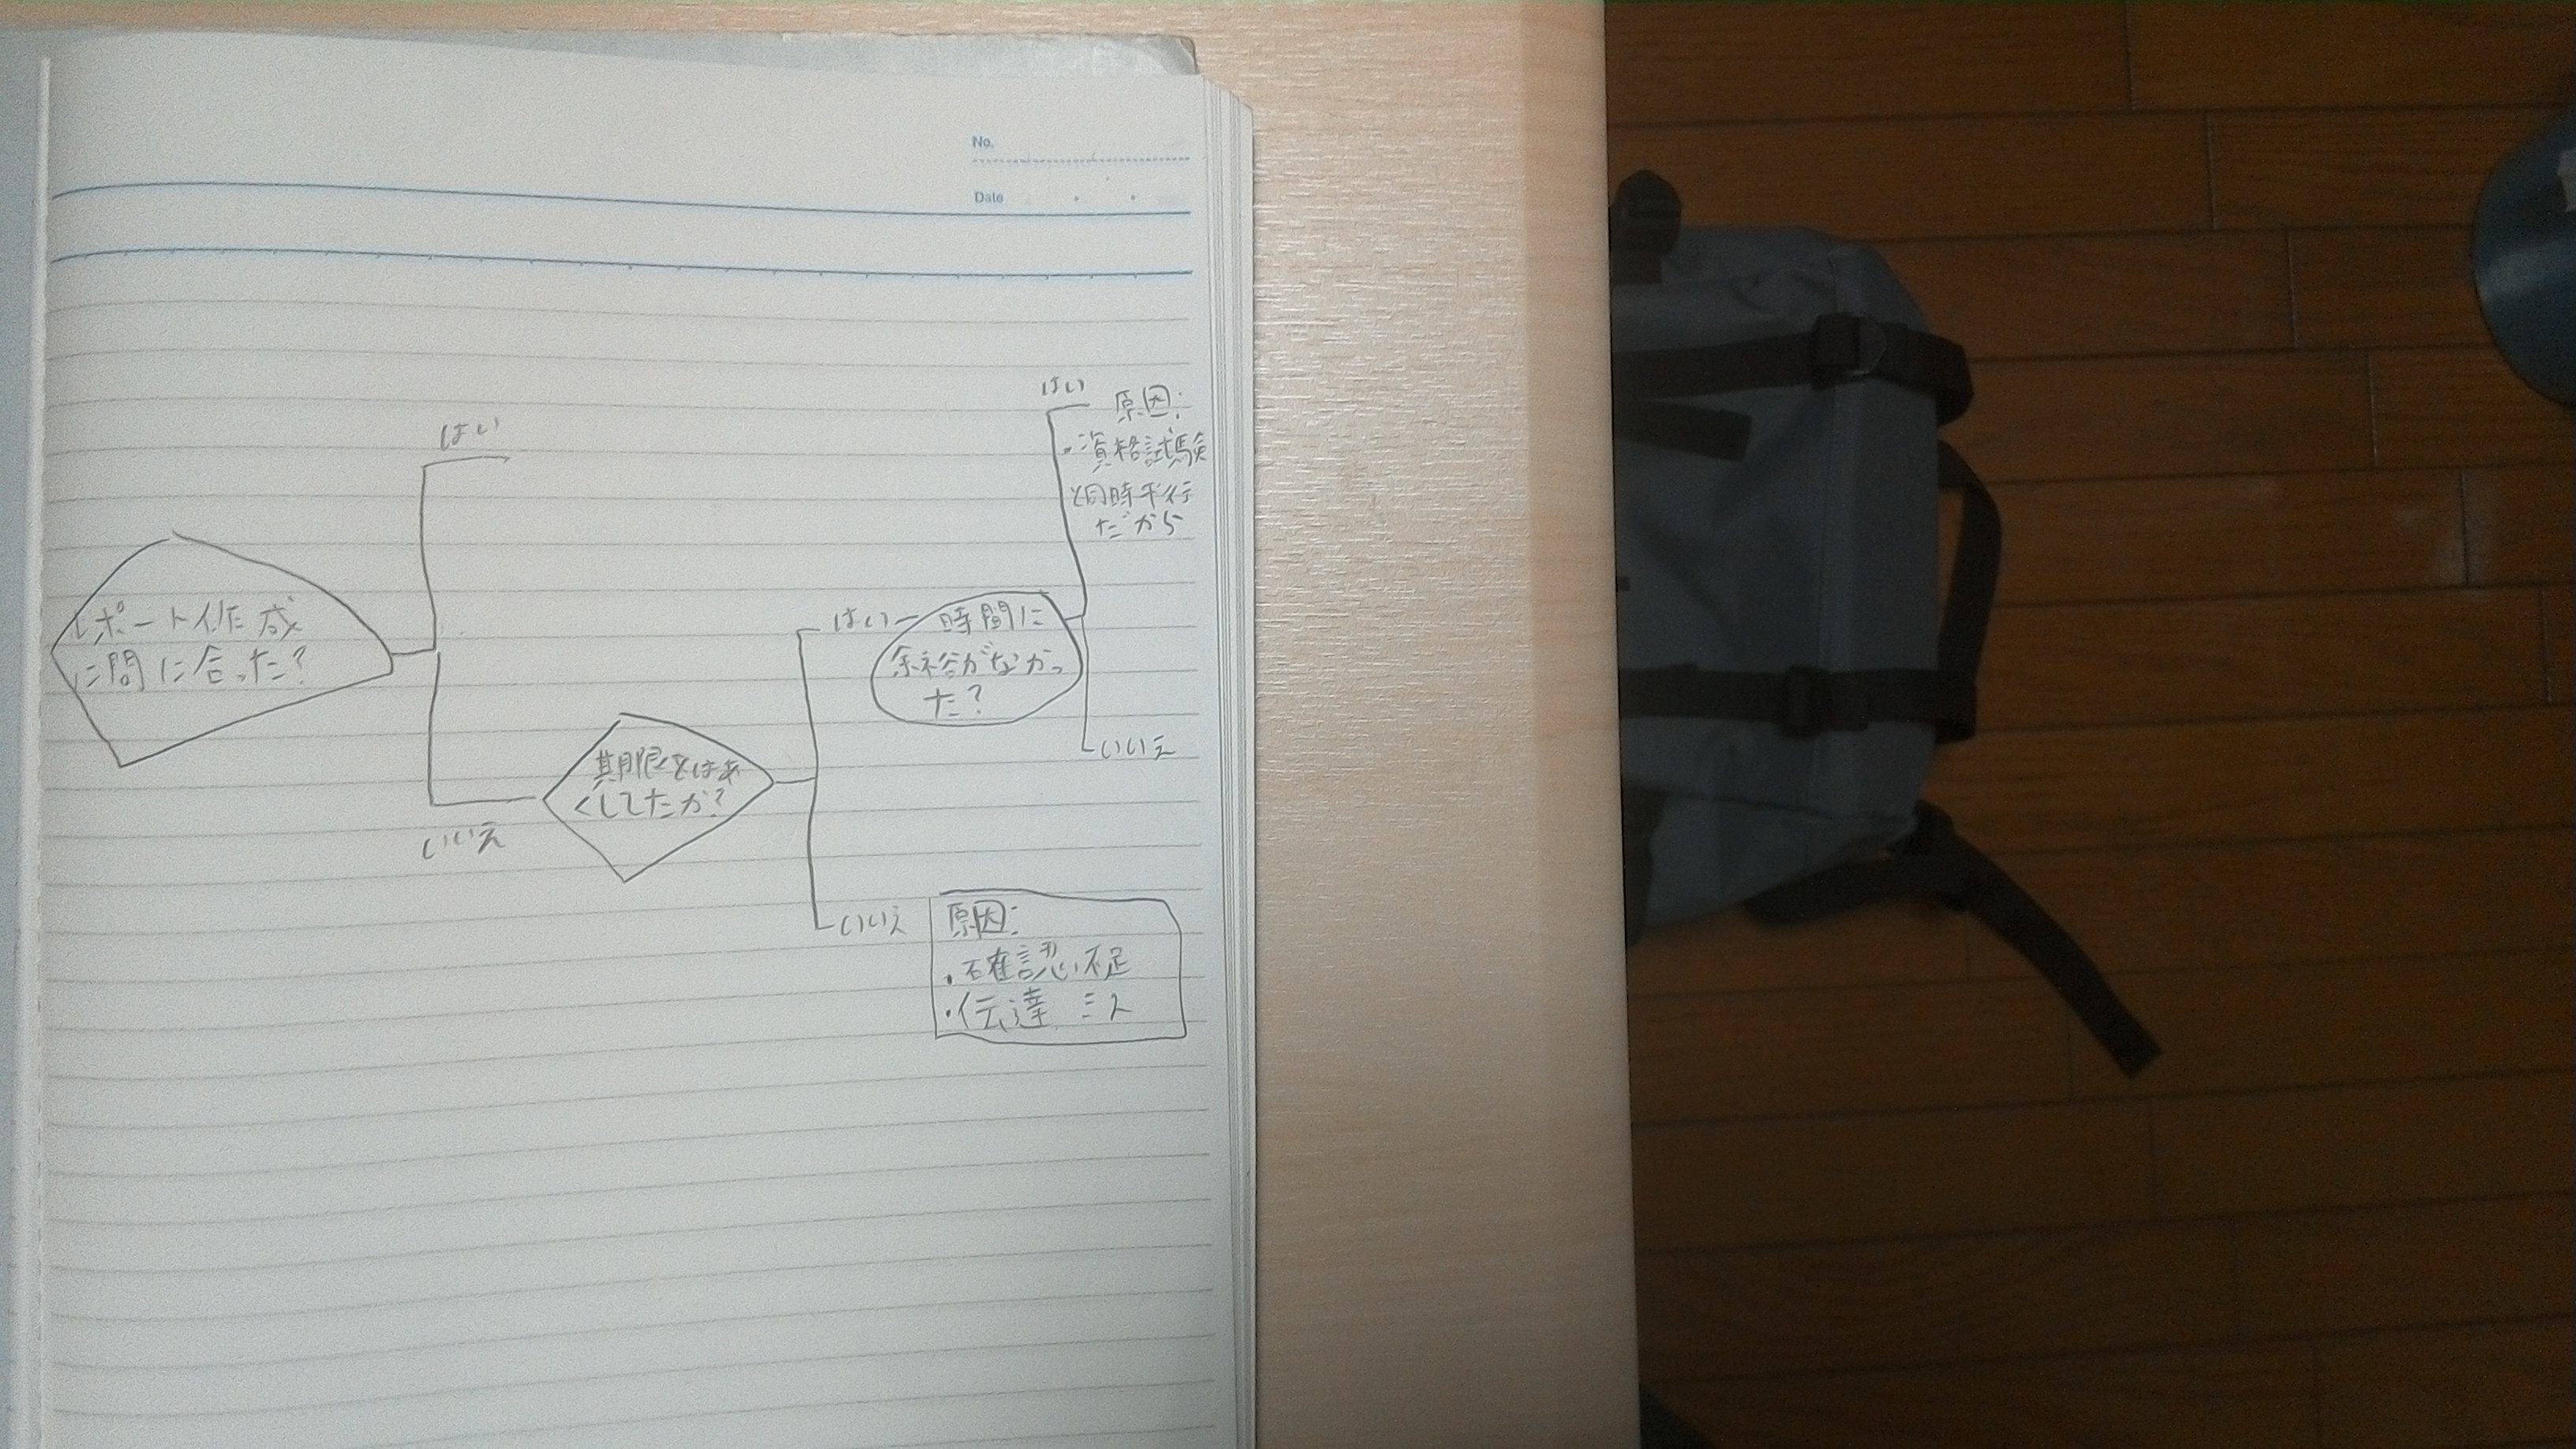 No.
Date
はい
レポート作成
に間に合った?
いいえ
期限をはあ
くしてたか?
はい
時間に
余裕がなかっ
た?
はい
原因:
・資格試験
と同時平行
だから
いいえ
いいえ
原因:
・確認不足
・伝達ミス